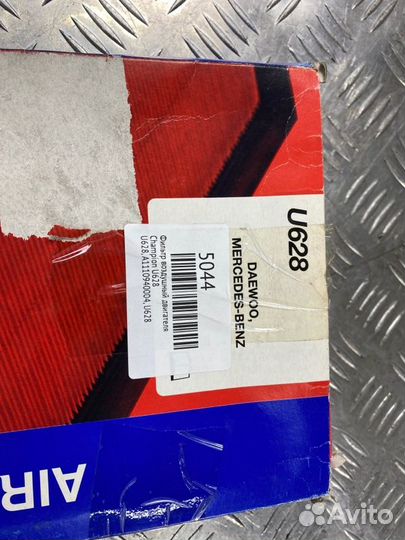 U628
DAEWOO,
MERCEDES-BENZ
5044
Фильтр воздушный двигателя
Champion U628
U628,A1110940004,U628
AIR
Avito